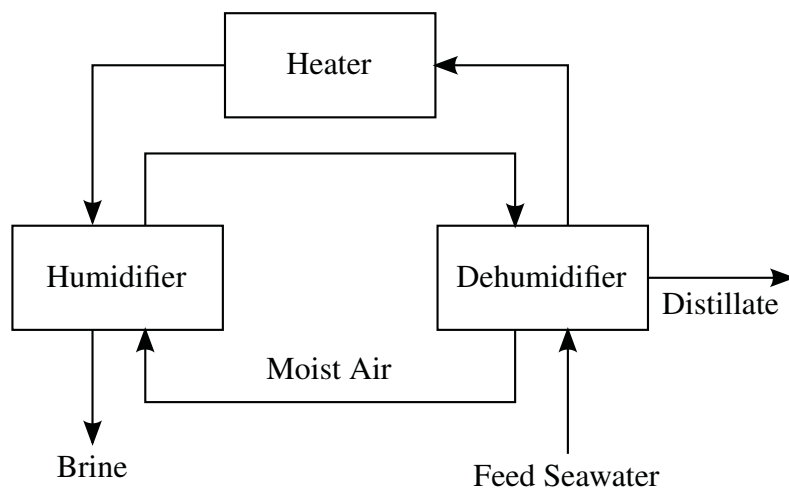 Heater
Humidifier
Dehumidifier
Distillate
Moist Air
Brine
Feed Seawater